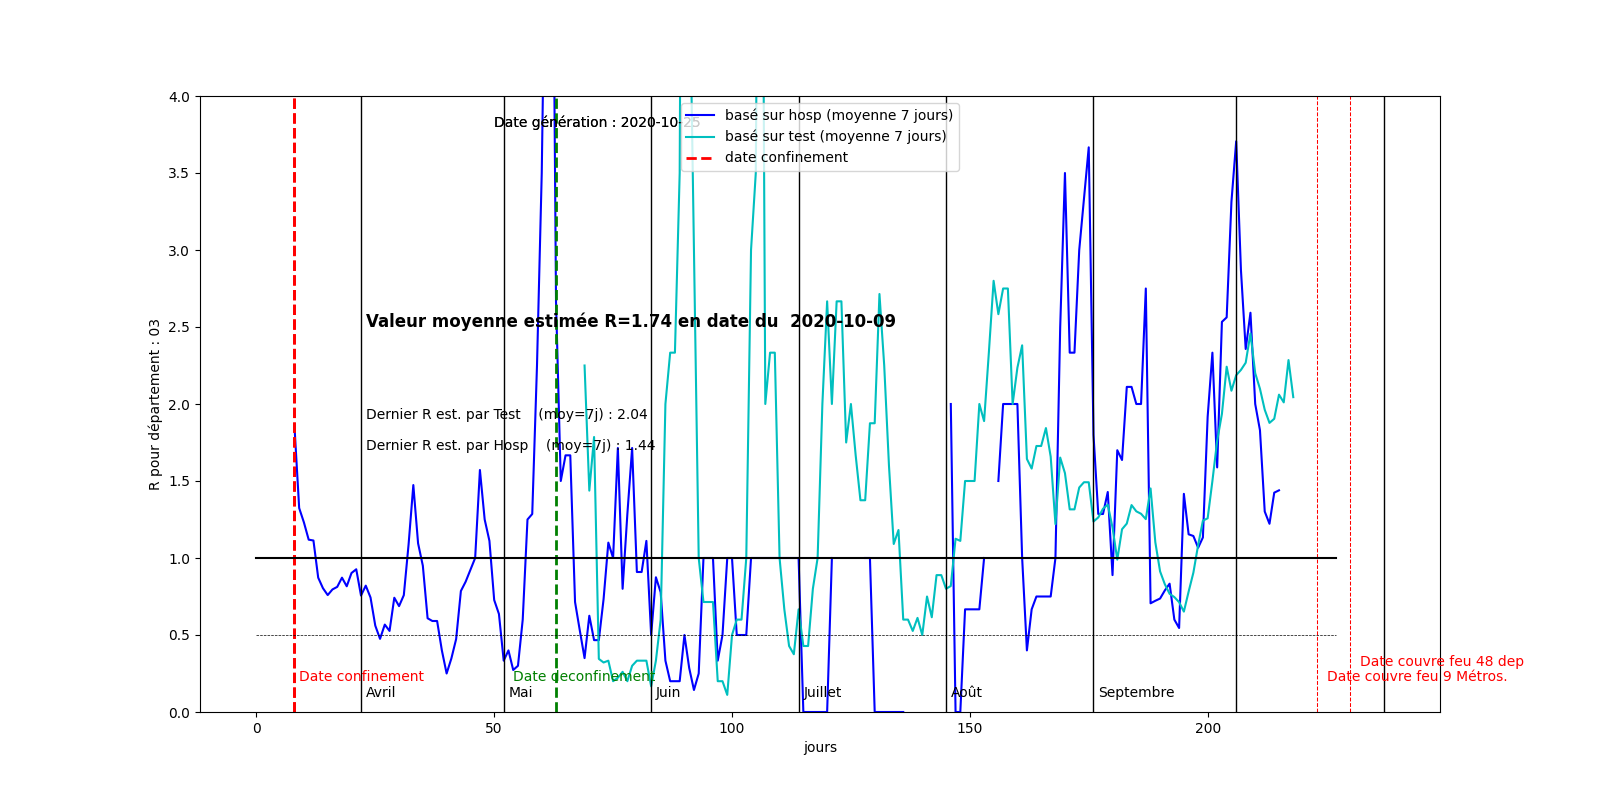 4.0
3.5
3.0
2.5
2.0
1.5
1.0
0.5
0.0
R pour département : 03
Date génération : 2020-10-25
basé sur hosp (moyenne 7 jours)
basé sur test (moyenne 7 jours)
date confinement
Valeur moyenne estimée R=1.74 en date du 2020-10-09
Dernier R est. par Test (moy=7j) : 2.04
Dernier R est. par Hosp (moy=7j) : 1.44
Date couvre feu 48 dep
Date confinement
Date deconfinement
Date couvre feu 9 Métros.
Avril
Mai
Juin
Juillet
Août
Septembre
0
50
100
150
200
jours